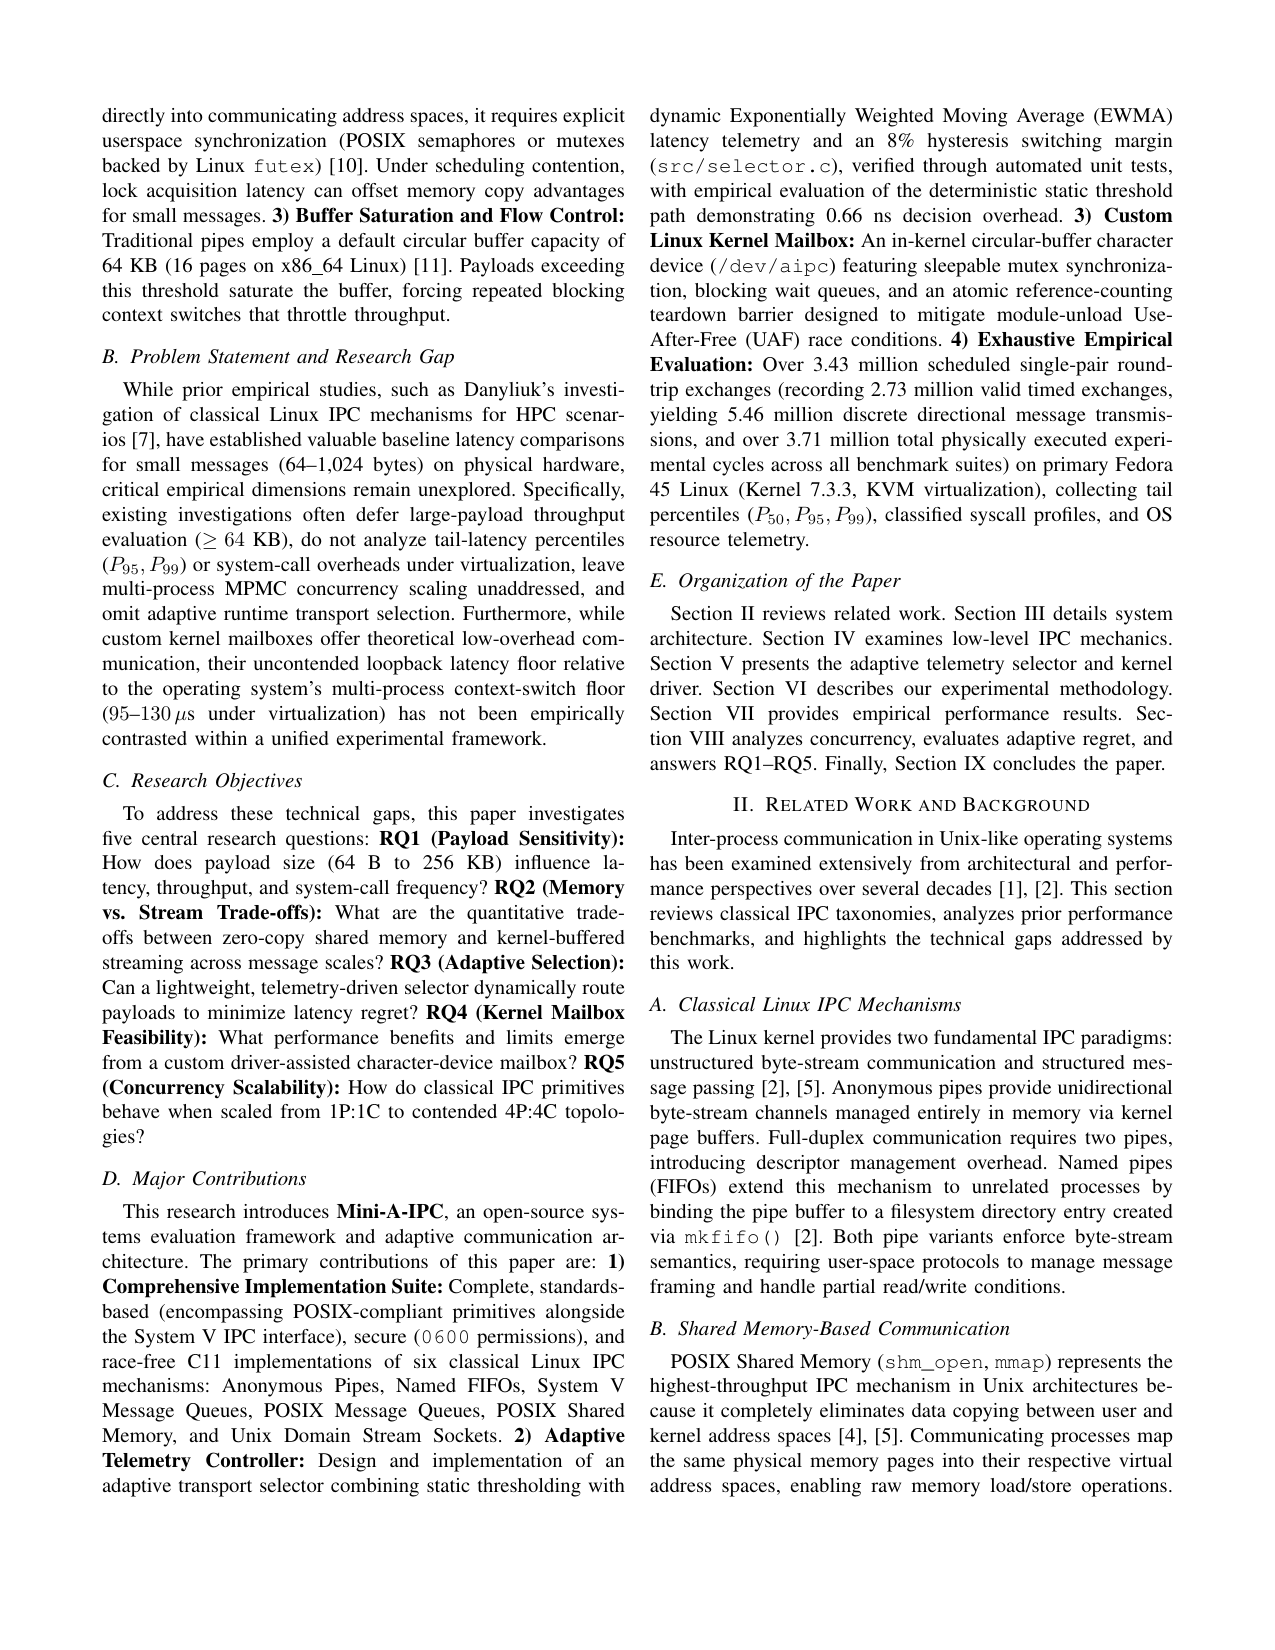 directly into communicating address spaces, it requires explicit
userspace synchronization (POSIX semaphores or mutexes
backed by Linux futex) [10]. Under scheduling contention,
lock acquisition latency can offset memory copy advantages
for small messages. 3) Buffer Saturation and Flow Control:
Traditional pipes employ a default circular buffer capacity of
64 KB (16 pages on x86_64 Linux) [11]. Payloads exceeding
this threshold saturate the buffer, forcing repeated blocking
context switches that throttle throughput.
B. Problem Statement and Research Gap
While prior empirical studies, such as Danyliuk's investi-
gation of classical Linux IPC mechanisms for HPC scenar-
ios [7], have established valuable baseline latency comparisons
for small messages (64–1,024 bytes) on physical hardware,
critical empirical dimensions remain unexplored. Specifically,
existing investigations often defer large-payload throughput
evaluation (≥ 64 KB), do not analyze tail-latency percentiles
(P95, P99) or system-call overheads under virtualization, leave
multi-process MPMC concurrency scaling unaddressed, and
omit adaptive runtime transport selection. Furthermore, while
custom kernel mailboxes offer theoretical low-overhead com-
munication, their uncontended loopback latency floor relative
to the operating system's multi-process context-switch floor
(95–130 μs under virtualization) has not been empirically
contrasted within a unified experimental framework.
C. Research Objectives
To address these technical gaps, this paper investigates
five central research questions: RQ1 (Payload Sensitivity):
How does payload size (64 B to 256 KB) influence la-
tency, throughput, and system-call frequency? RQ2 (Memory
vs. Stream Trade-offs): What are the quantitative trade-
offs between zero-copy shared memory and kernel-buffered
streaming across message scales? RQ3 (Adaptive Selection):
Can a lightweight, telemetry-driven selector dynamically route
payloads to minimize latency regret? RQ4 (Kernel Mailbox
Feasibility): What performance benefits and limits emerge
from a custom driver-assisted character-device mailbox? RQ5
(Concurrency Scalability): How do classical IPC primitives
behave when scaled from 1P:1C to contended 4P:4C topolo-
gies?
D. Major Contributions
This research introduces Mini-A-IPC, an open-source sys-
tems evaluation framework and adaptive communication ar-
chitecture. The primary contributions of this paper are: 1)
Comprehensive Implementation Suite: Complete, standards-
based (encompassing POSIX-compliant primitives alongside
the System V IPC interface), secure (0600 permissions), and
race-free C11 implementations of six classical Linux IPC
mechanisms: Anonymous Pipes, Named FIFOs, System V
Message Queues, POSIX Message Queues, POSIX Shared
Memory, and Unix Domain Stream Sockets. 2) Adaptive
Telemetry Controller: Design and implementation of an
adaptive transport selector combining static thresholding with
dynamic Exponentially Weighted Moving Average (EWMA)
latency telemetry and an 8% hysteresis switching margin
(src/selector.c), verified through automated unit tests,
with empirical evaluation of the deterministic static threshold
path demonstrating 0.66 ns decision overhead. 3) Custom
Linux Kernel Mailbox: An in-kernel circular-buffer character
device (/dev/aipc) featuring sleepable mutex synchroniza-
tion, blocking wait queues, and an atomic reference-counting
teardown barrier designed to mitigate module-unload Use-
After-Free (UAF) race conditions. 4) Exhaustive Empirical
Evaluation: Over 3.43 million scheduled single-pair round-
trip exchanges (recording 2.73 million valid timed exchanges,
yielding 5.46 million discrete directional message transmis-
sions, and over 3.71 million total physically executed experi-
mental cycles across all benchmark suites) on primary Fedora
45 Linux (Kernel 7.3.3, KVM virtualization), collecting tail
percentiles (P50, P95, P99), classified syscall profiles, and OS
resource telemetry.
E. Organization of the Paper
Section II reviews related work. Section III details system
architecture. Section IV examines low-level IPC mechanics.
Section V presents the adaptive telemetry selector and kernel
driver. Section VI describes our experimental methodology.
Section VII provides empirical performance results. Sec-
tion VIII analyzes concurrency, evaluates adaptive regret, and
answers RQ1–RQ5. Finally, Section IX concludes the paper.
II. RELATED WORK AND BACKGROUND
Inter-process communication in Unix-like operating systems
has been examined extensively from architectural and perfor-
mance perspectives over several decades [1], [2]. This section
reviews classical IPC taxonomies, analyzes prior performance
benchmarks, and highlights the technical gaps addressed by
this work.
A. Classical Linux IPC Mechanisms
The Linux kernel provides two fundamental IPC paradigms:
unstructured byte-stream communication and structured mes-
sage passing [2], [5]. Anonymous pipes provide unidirectional
byte-stream channels managed entirely in memory via kernel
page buffers. Full-duplex communication requires two pipes,
introducing descriptor management overhead. Named pipes
(FIFOs) extend this mechanism to unrelated processes by
binding the pipe buffer to a filesystem directory entry created
via mkfifo() [2]. Both pipe variants enforce byte-stream
semantics, requiring user-space protocols to manage message
framing and handle partial read/write conditions.
B. Shared Memory-Based Communication
POSIX Shared Memory (shm_open, mmap) represents the
highest-throughput IPC mechanism in Unix architectures be-
cause it completely eliminates data copying between user and
kernel address spaces [4], [5]. Communicating processes map
the same physical memory pages into their respective virtual
address spaces, enabling raw memory load/store operations.